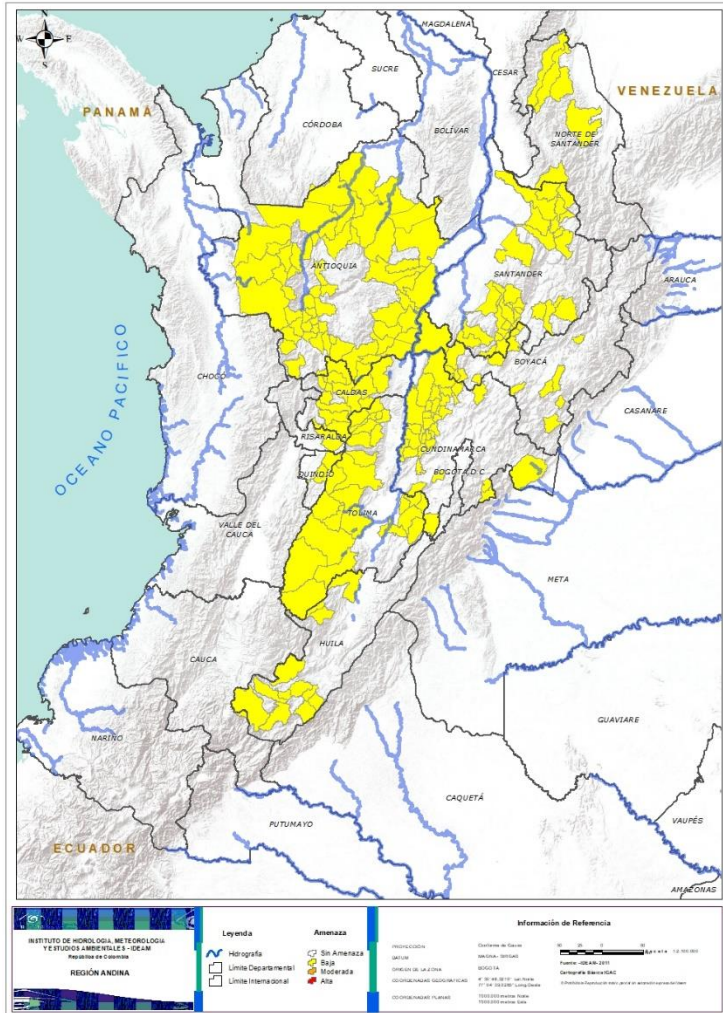 N
W E
S
MAGDALENA
SUCRE
CESAR
VENEZUELA
PANAMÁ
CÓRDOBA
BOLÍVAR
NORTE DE
SANTANDER
ANTIOQUIA
SANTANDER
ARAUCA
BOYACÁ
CHOCÓ
CASANARE
OCEANO PACIFICO
CALDAS
RISARALDA
CUNDINAMARCA
QUINDÍO
BOGOTÁ D.C
TOLIMA
VALLE DEL
CAUCA
META
HUILA
CAUCA
GUAVIARE
NARIÑO
CAQUETÁ
PUTUMAYO
VAUPÉS
ECUADOR
AMAZONAS
INSTITUTO DE HIDROLOGIA, METEOROLOGIA
Y ESTUDIOS AMBIENTALES - IDEAM
República de Colombia
REGIÓN ANDINA
Leyenda
Hidrografía
Límite Departamental
Límite Internacional
Amenaza
Sin Amenaza
Baja
Moderada
Alta
Información de Referencia
PROYECCIÓN
DATUM
ORIGEN DE LA ZONA BOGOTÁ
COORDENADAS GEOGRÁFICAS
COORDENADAS PLANAS
Fuente: -IDEAM- 2011
Cartografía Básica IGAC